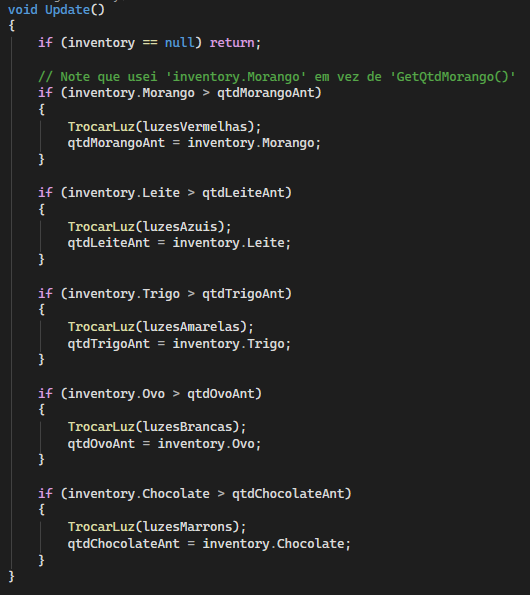 void Update()
{
    if (inventory == null) return;

    // Note que usei 'inventory.Morango' em vez de 'GetQtdMorango()'
    if (inventory.Morango > qtdMorangoAnt)
    {
        TrocarLuz(luzesVermelhas);
        qtdMorangoAnt = inventory.Morango;
    }

    if (inventory.Leite > qtdLeiteAnt)
    {
        TrocarLuz(luzesAzuis);
        qtdLeiteAnt = inventory.Leite;
    }

    if (inventory.Trigo > qtdTrigoAnt)
    {
        TrocarLuz(luzesAmarelas);
        qtdTrigoAnt = inventory.Trigo;
    }

    if (inventory.Ovo > qtdOvoAnt)
    {
        TrocarLuz(luzesBrancas);
        qtdOvoAnt = inventory.Ovo;
    }

    if (inventory.Chocolate > qtdChocolateAnt)
    {
        TrocarLuz(luzesMarrons);
        qtdChocolateAnt = inventory.Chocolate;
    }
}